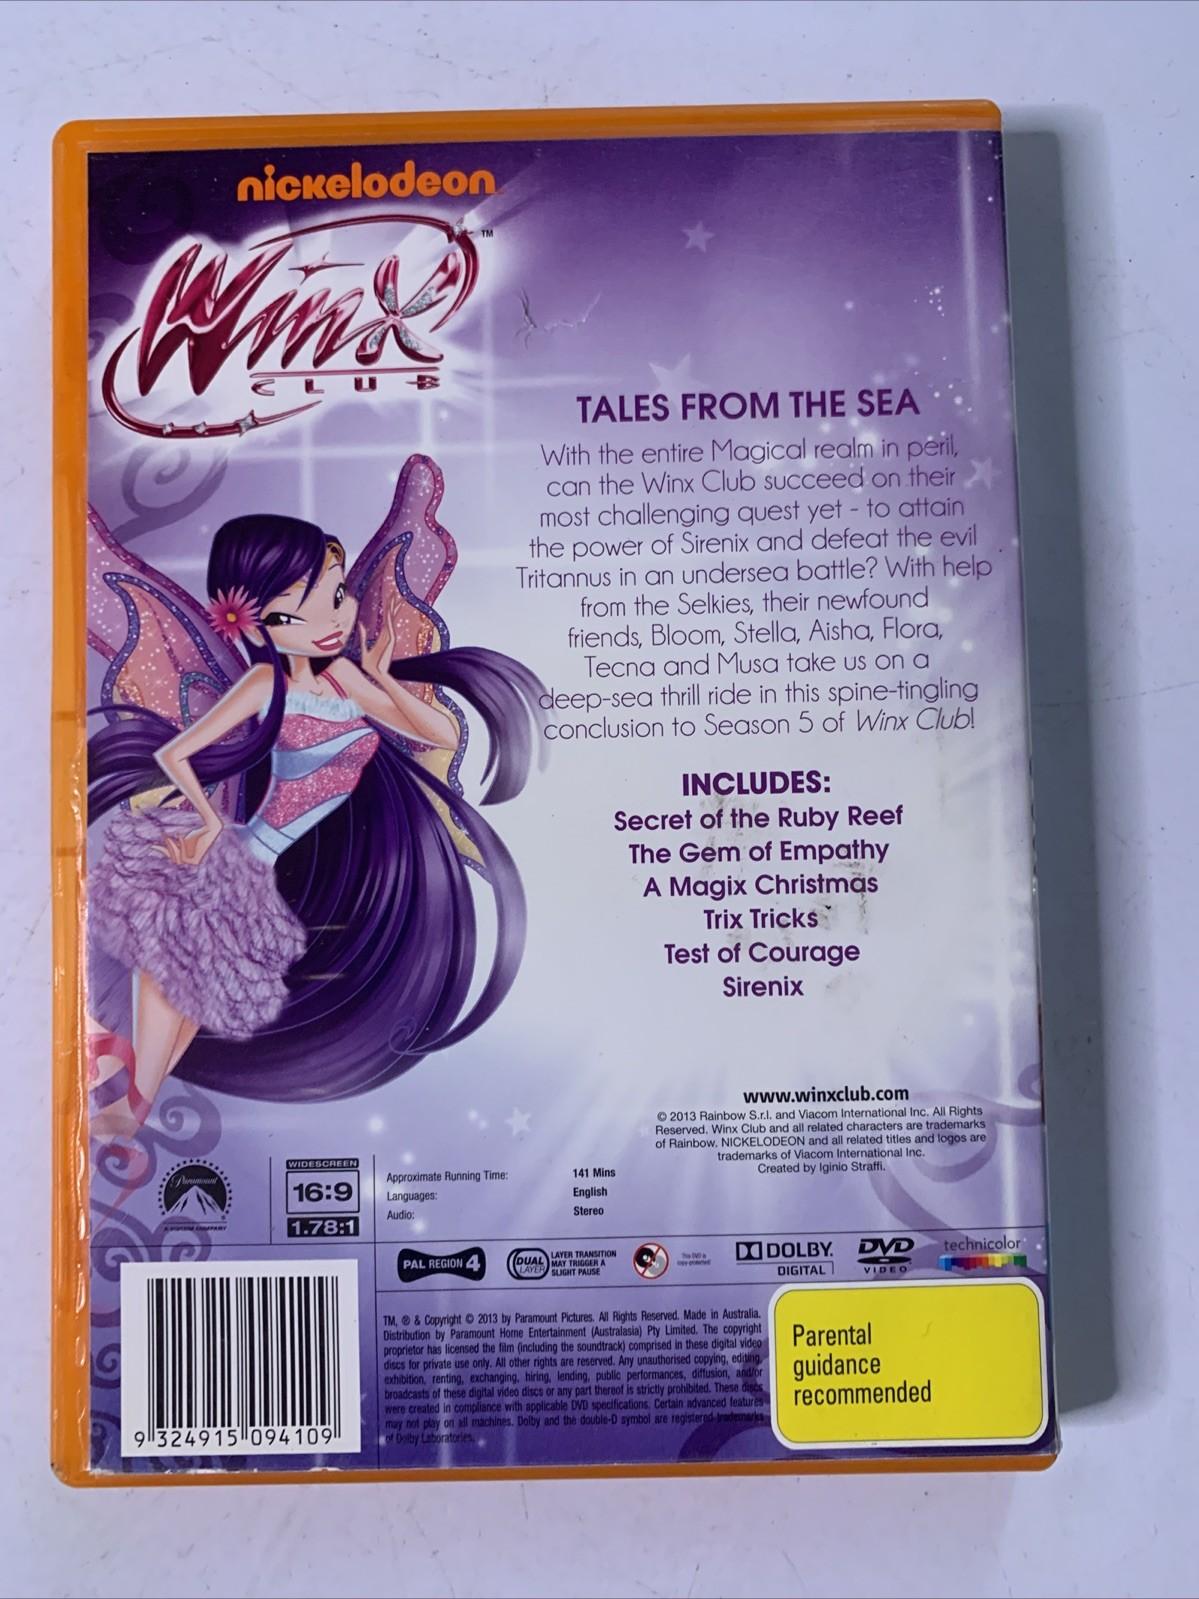 nickelodeon
Winx ™
CLUB
TALES FROM THE SEA
With the entire Magical realm in peril,
can the Winx Club succeed on their
most challenging quest yet - to attain
the power of Sirenix and defeat the evil
Tritannus in an undersea battle? With help
from the Selkies, their newfound
friends, Bloom, Stella, Aisha, Flora,
Tecna and Musa take us on a
deep-sea thrill ride in this spine-tingling
conclusion to Season 5 of Winx Club!
INCLUDES:
Secret of the Ruby Reef
The Gem of Empathy
A Magix Christmas
Trix Tricks
Test of Courage
Sirenix
www.winxclub.com
© 2013 Rainbow S.r.l. and Viacom International Inc. All Rights
Reserved. Winx Club and all related characters are trademarks
of Rainbow. NICKELODEON and all related titles and logos are
trademarks of Viacom International Inc.
Created by Iginio Straffi.
Paramount
A VIACOM COMPANY
WIDESCREEN
16:9
1.78:1
Approximate Running Time: 141 Mins
Languages: English
Audio: Stereo
PAL REGION 4
DUAL LAYER
LAYER TRANSITION
MAY TRIGGER A
SLIGHT PAUSE
This DVD is
copy-protected
DOLBY
DIGITAL
DVD
VIDEO
technicolor
TM, ® & Copyright © 2013 by Paramount Pictures. All Rights Reserved. Made in Australia.
Distribution by Paramount Home Entertainment (Australasia) Pty Limited. The copyright
proprietor has licensed the film (including the soundtrack) comprised in these digital video
discs for private use only. All other rights are reserved. Any unauthorised copying, editing,
exhibition, renting, exchanging, hiring, lending, public performances, diffusion, and/or
broadcasts of these digital video discs or any part thereof is strictly prohibited. These discs
were created in compliance with applicable DVD specifications. Certain advanced features
may not play on all machines. Dolby and the double-D symbol are registered trademarks
of Dolby Laboratories.
Parental
guidance
recommended
9 324915 094109